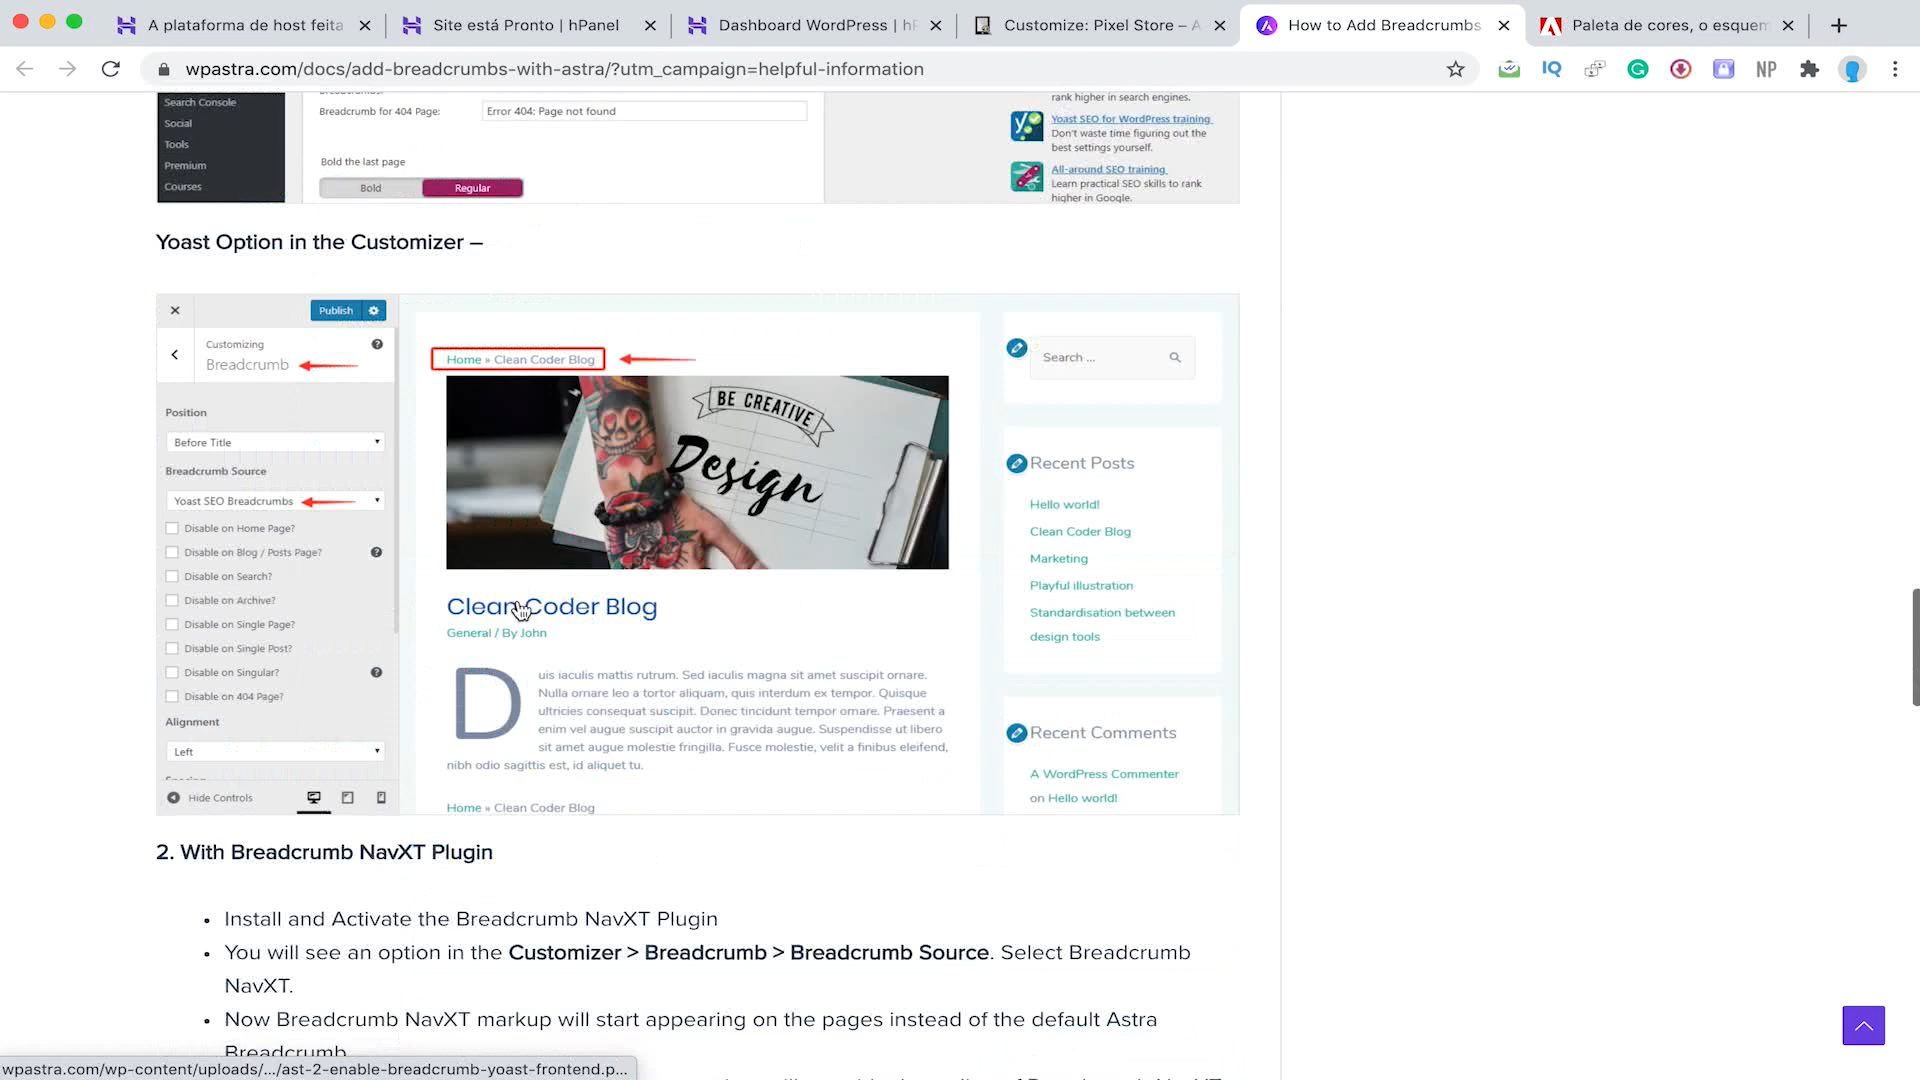 A plataforma de host feita
Site está Pronto | hPanel
Dashboard WordPress | hP
Customize: Pixel Store – A
How to Add Breadcrumbs
Paleta de cores, o esquem
wpastra.com/docs/add-breadcrumbs-with-astra/?utm_campaign=helpful-information
IQ
NP
Search Console
Social
Tools
Premium
Courses
Breadcrumb for 404 Page:
Error 404: Page not found
Bold the last page
Bold
Regular
rank higher in search engines.
Yoast SEO for WordPress training
Don't waste time figuring out the
best settings yourself.
All-around SEO training
Learn practical SEO skills to rank
higher in Google.
Yoast Option in the Customizer –
Publish
Customizing
Breadcrumb
Position
Before Title
Breadcrumb Source
Yoast SEO Breadcrumbs
Disable on Home Page?
Disable on Blog / Posts Page?
Disable on Search?
Disable on Archive?
Disable on Single Page?
Disable on Single Post?
Disable on Singular?
Disable on 404 Page?
Alignment
Left
Hide Controls
Home » Clean Coder Blog
BE CREATIVE
Design
Clean Coder Blog
General / By John
Duis iaculis mattis rutrum. Sed iaculis magna sit amet suscipit ornare.
Nulla ornare leo a tortor aliquam, quis interdum ex tempor. Quisque
ultricies consequat suscipit. Donec tincidunt tempor ornare. Praesent a
enim vel augue suscipit auctor in gravida augue. Suspendisse ut libero
sit amet augue molestie fringilla. Fusce molestie, velit a finibus eleifend,
nibh odio sagittis est, id aliquet tu.
Home » Clean Coder Blog
Search ...
Recent Posts
Hello world!
Clean Coder Blog
Marketing
Playful illustration
Standardisation between
design tools
Recent Comments
A WordPress Commenter
on Hello world!
2. With Breadcrumb NavXT Plugin
• Install and Activate the Breadcrumb NavXT Plugin
• You will see an option in the Customizer > Breadcrumb > Breadcrumb Source. Select Breadcrumb
NavXT.
• Now Breadcrumb NavXT markup will start appearing on the pages instead of the default Astra
Breadcrumb
wpastra.com/wp-content/uploads/.../ast-2-enable-breadcrumb-yoast-frontend.p...